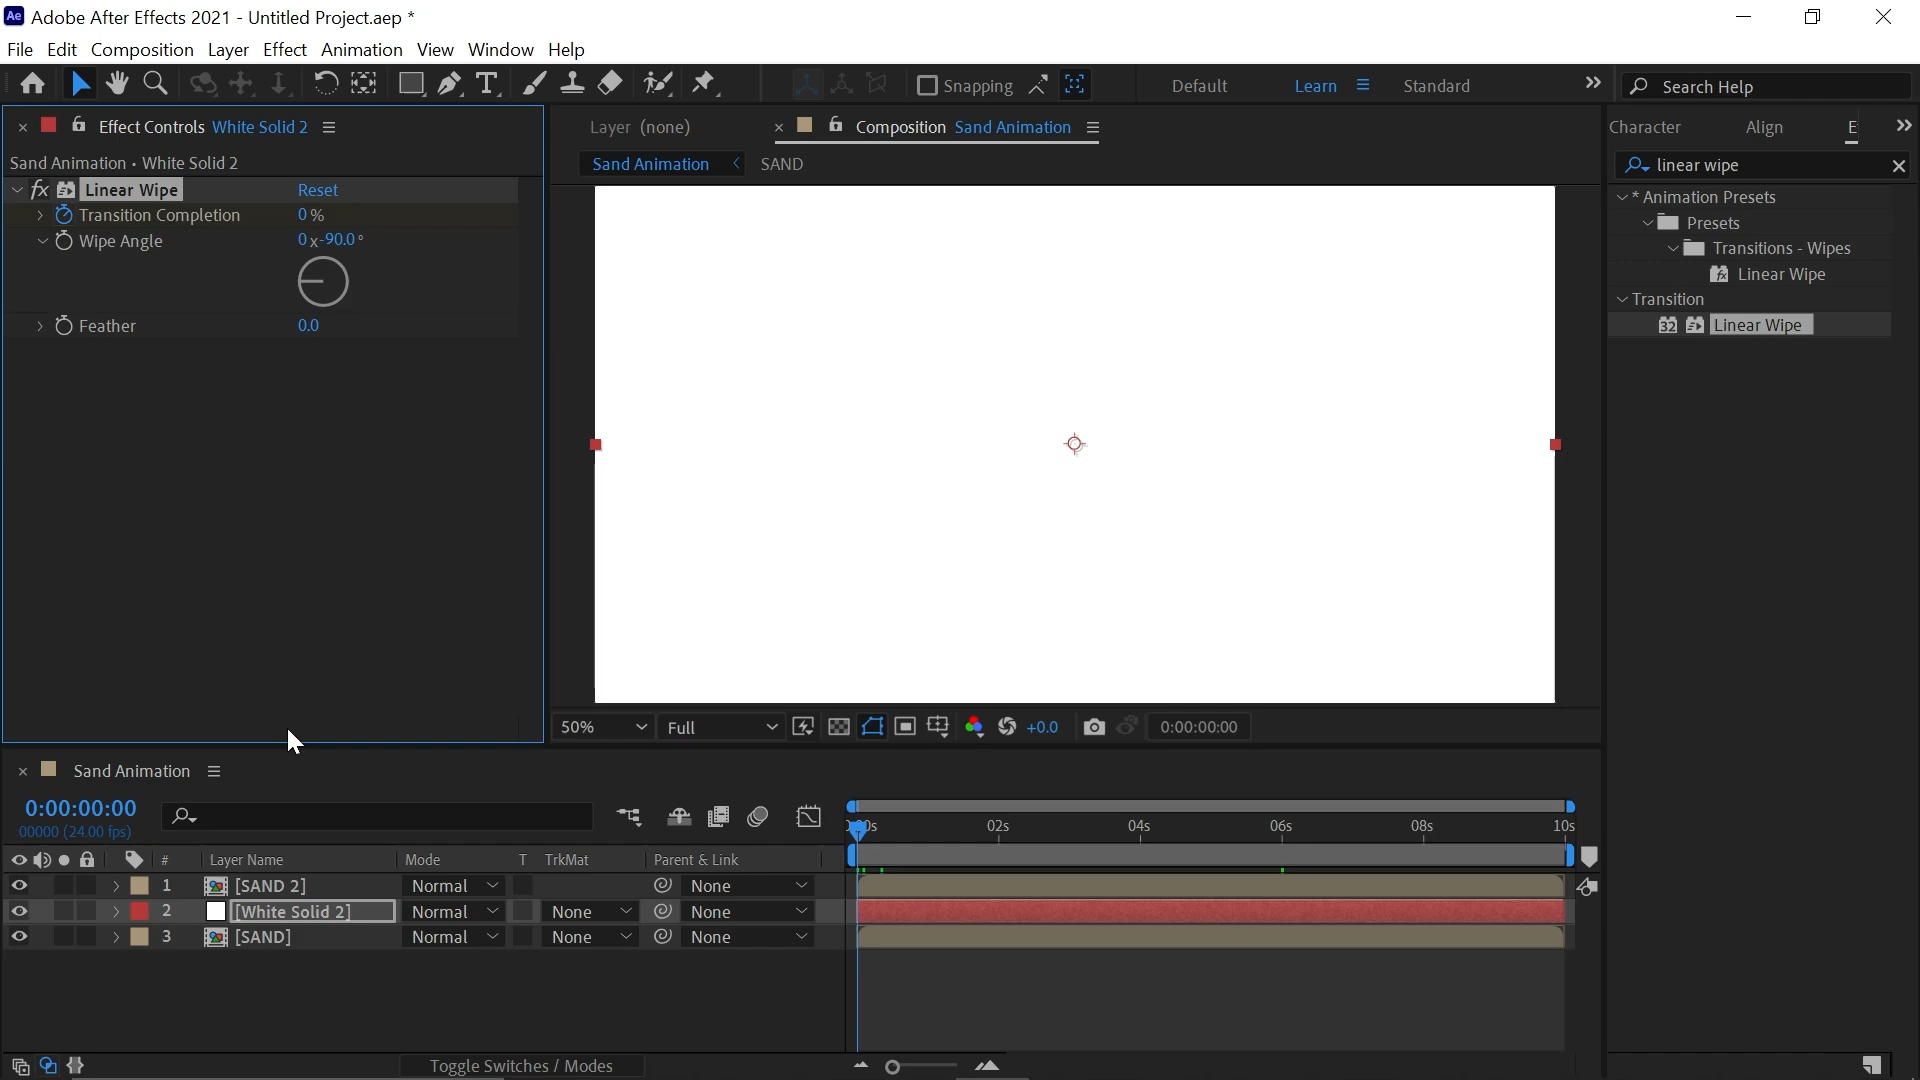 Ae Adobe After Effects 2021 - Untitled Project.aep *
File Edit Composition Layer Effect Animation View Window Help
Snapping Default Learn Standard Search Help
Effect Controls White Solid 2
Layer (none)
Composition Sand Animation
Character Align E
Sand Animation • White Solid 2
Sand Animation < SAND
linear wipe
fx Linear Wipe Reset
Transition Completion 0 %
Wipe Angle 0 x -90.0 °
Feather 0.0
* Animation Presets
Presets
Transitions - Wipes
Linear Wipe
Transition
32 Linear Wipe
50% Full +0.0 0:00:00:00
Sand Animation
0:00:00:00
00000 (24.00 fps)
02s 04s 06s 08s 10s
# Layer Name Mode T TrkMat Parent & Link
1 [SAND 2] Normal None
2 [White Solid 2] Normal None None
3 [SAND] Normal None None
Toggle Switches / Modes